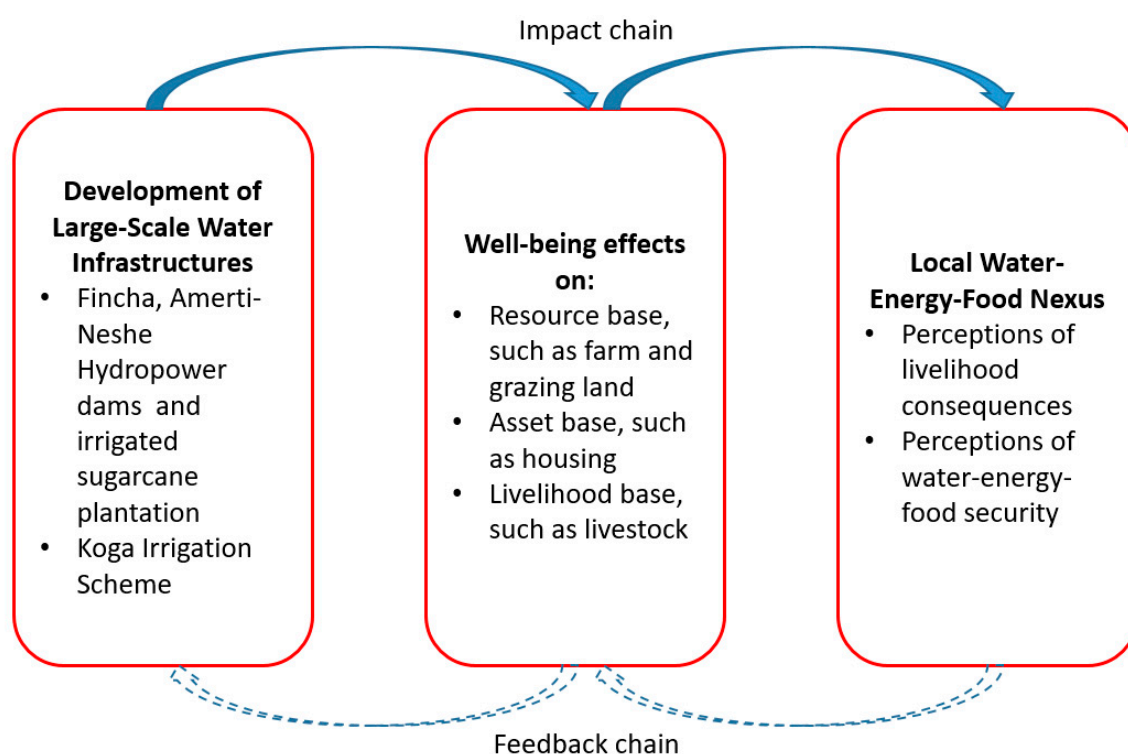 Impact chain
Development of
Large-Scale Water
Infrastructures
• Fincha, Amerti-
Neshe
Hydropower
dams and
irrigated
sugarcane
plantation
• Koga Irrigation
Scheme
Well-being effects
on:
• Resource base,
such as farm and
grazing land
• Asset base, such
as housing
• Livelihood base,
such as livestock
Local Water-
Energy-Food Nexus
• Perceptions of
livelihood
consequences
• Perceptions of
water-energy-
food security
Feedback chain